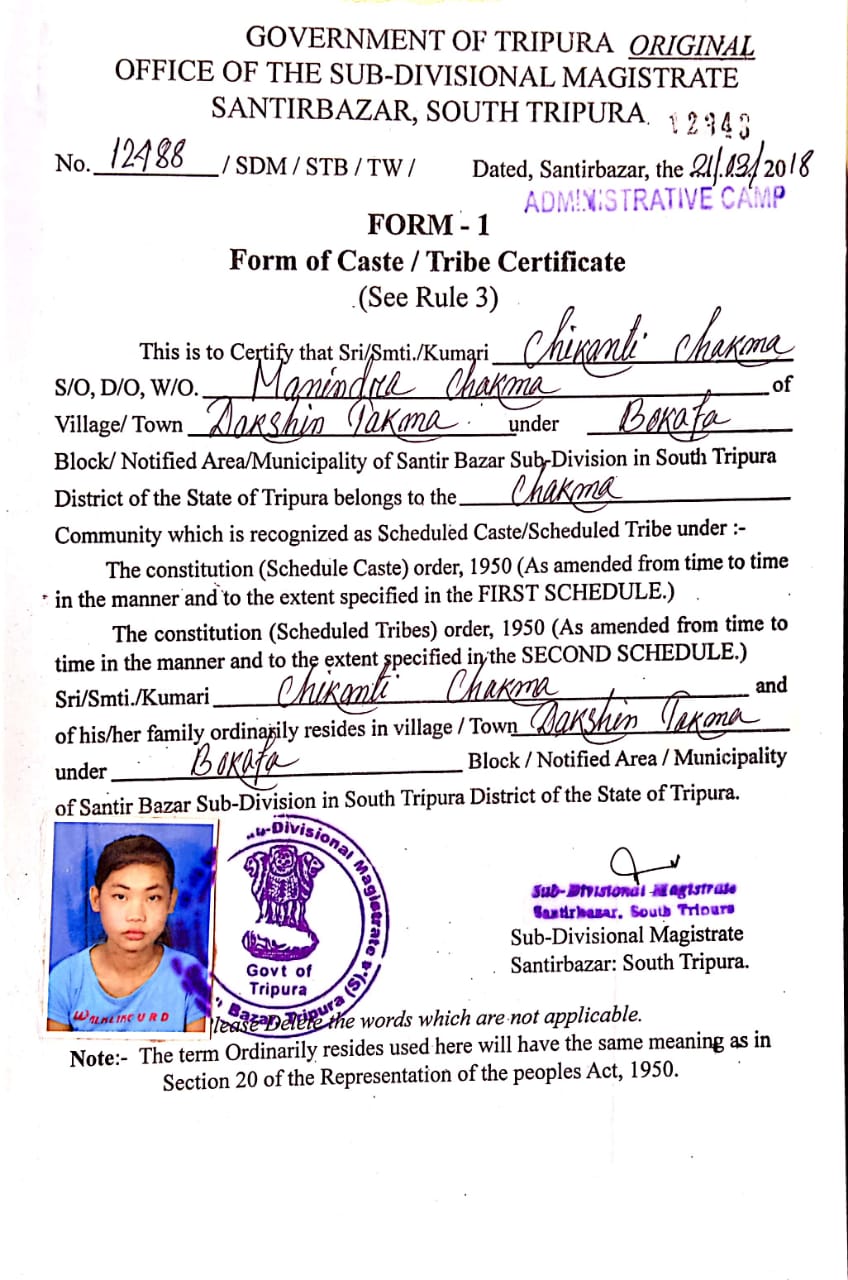 GOVERNMENT OF TRIPURA ORIGINAL
OFFICE OF THE SUB-DIVISIONAL MAGISTRATE
SANTIRBAZAR, SOUTH TRIPURA.
No. 12488 / SDM / STB / TW / Dated, Santirbazar, the 21/03/2018
ADMINISTRATIVE CAMP
FORM - 1
Form of Caste / Tribe Certificate
(See Rule 3)
This is to Certify that Sri/Smti./Kumari Chikanti Chakma
S/O, D/O, W/O. Manindra Chakma of
Village/ Town Dakshin Takma under Bokafa
Block/ Notified Area/Municipality of Santir Bazar Sub-Division in South Tripura
District of the State of Tripura belongs to the Chakma
Community which is recognized as Scheduled Caste/Scheduled Tribe under :-
The constitution (Schedule Caste) order, 1950 (As amended from time to time
in the manner and to the extent specified in the FIRST SCHEDULE.)
The constitution (Scheduled Tribes) order, 1950 (As amended from time to
time in the manner and to the extent specified in the SECOND SCHEDULE.)
Sri/Smti./Kumari Chikanti Chakma and
of his/her family ordinarily resides in village / Town Dakshin Takma
under Bokafa Block / Notified Area / Municipality
of Santir Bazar Sub-Division in South Tripura District of the State of Tripura.
Sub-Divisional Magistrate
Govt of
Tripura
Bazar, Tripura (S)
Sub-Divisional Magistrate
Santirbazar, South Tripura
Sub-Divisional Magistrate
Santirbazar: South Tripura.
Please Delete the words which are not applicable.
Note:- The term Ordinarily resides used here will have the same meaning as in
Section 20 of the Representation of the peoples Act, 1950.